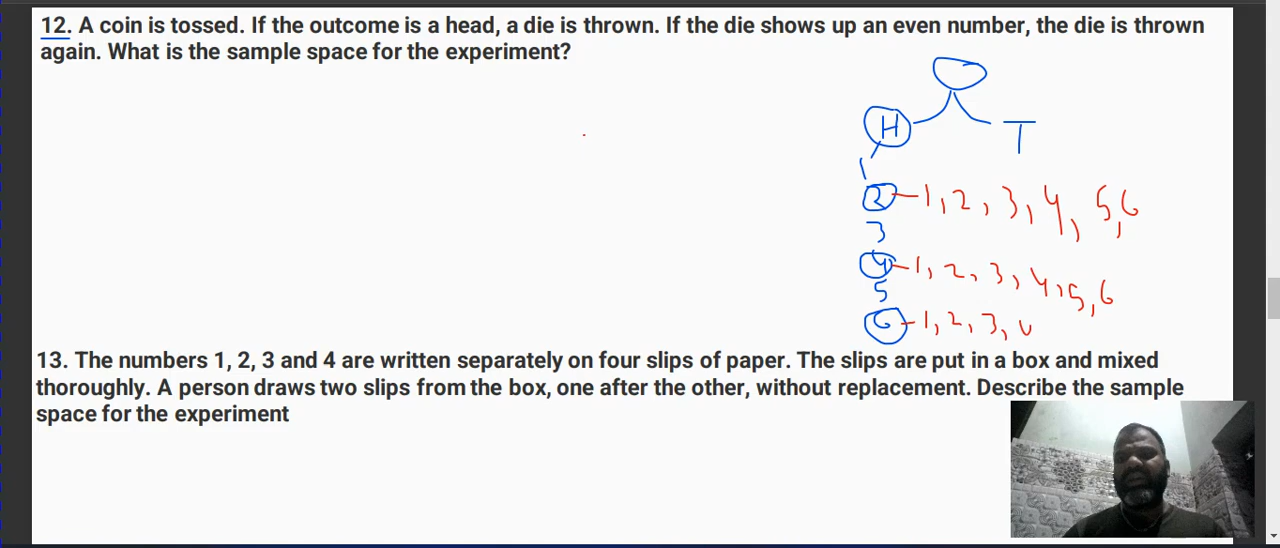 12. A coin is tossed. If the outcome is a head, a die is thrown. If the die shows up an even number, the die is thrown
again. What is the sample space for the experiment?
H T
1
2 - 1, 2, 3, 4, 5, 6
3
4 - 1, 2, 3, 4, 5, 6
5
6 - 1, 2, 3,
13. The numbers 1, 2, 3 and 4 are written separately on four slips of paper. The slips are put in a box and mixed
thoroughly. A person draws two slips from the box, one after the other, without replacement. Describe the sample
space for the experiment